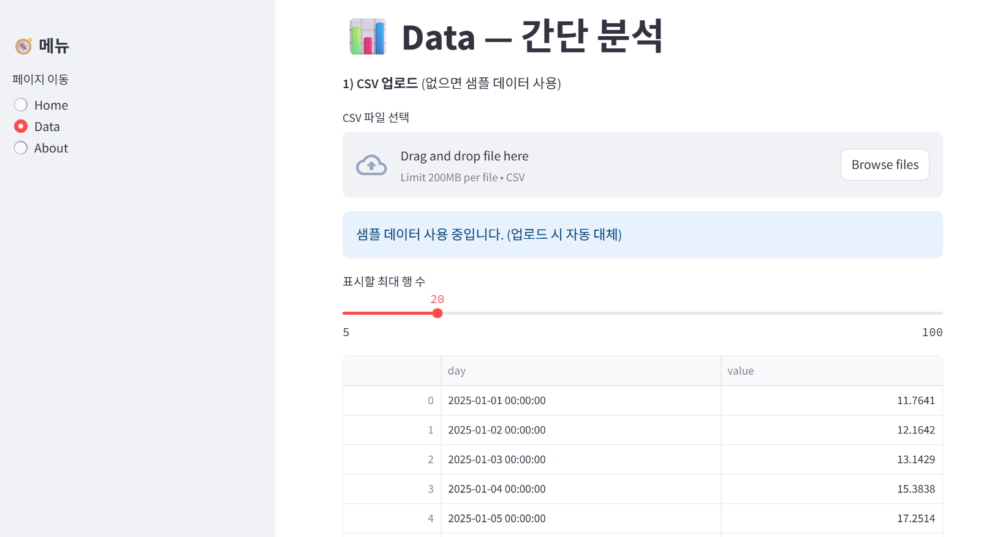 메뉴
페이지 이동
Home
Data
About
Data — 간단 분석
1) CSV 업로드 (없으면 샘플 데이터 사용)
CSV 파일 선택
Drag and drop file here
Limit 200MB per file • CSV
Browse files
샘플 데이터 사용 중입니다. (업로드 시 자동 대체)
표시할 최대 행 수
20
5 100
day value
0 2025-01-01 00:00:00 11.7641
1 2025-01-02 00:00:00 12.1642
2 2025-01-03 00:00:00 13.1429
3 2025-01-04 00:00:00 15.3838
4 2025-01-05 00:00:00 17.2514